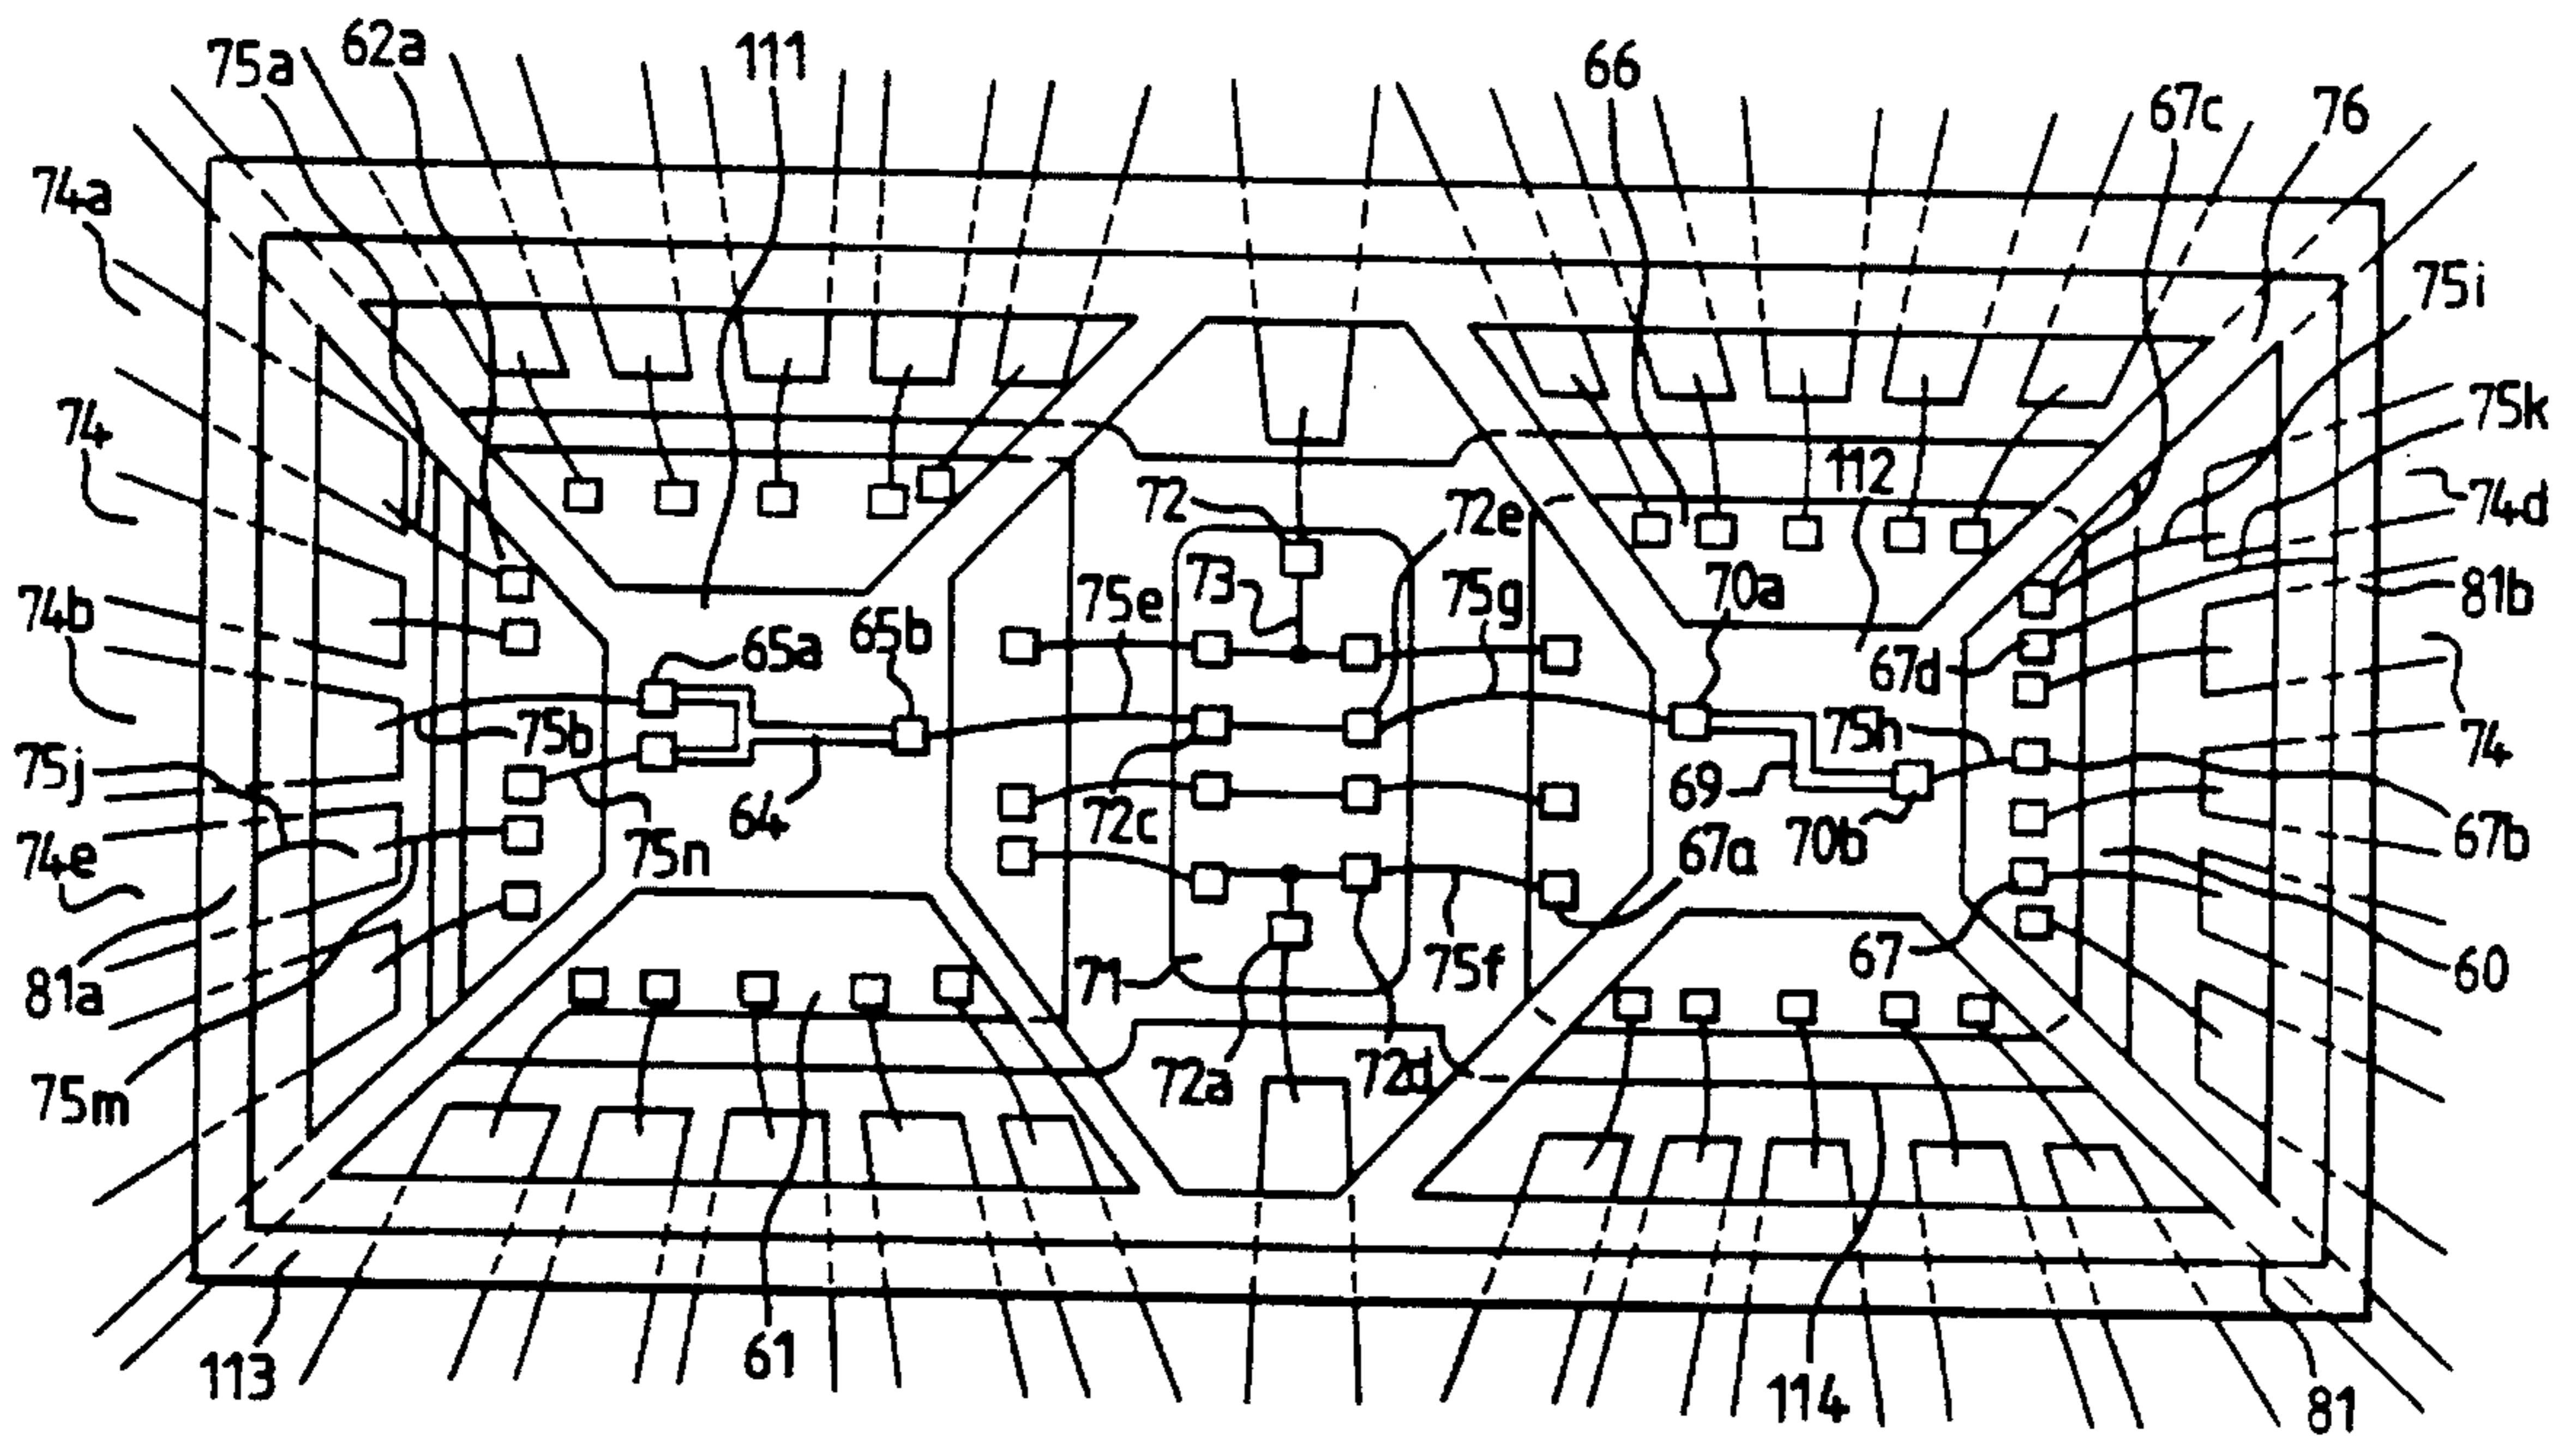 75a 62a 111 66 67c 76
74a
75i
75k
74 112
72 72e 74d
73 75e 75g 70a
74b 81b
65a 65b
67d
75b 75h 74
75j
64 72c 69
75n 67a 70b 67b
74e
71 75f 67 60
81a
72a 72d
75m
61
113 114 81